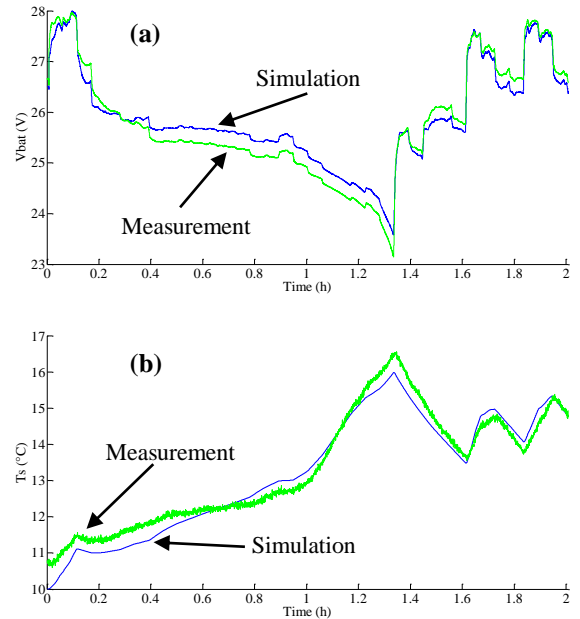 28
(a)
Simulation
27
26
Vbat (V)
25
Measurement
24
23
0 0.2 0.4 0.6 0.8 1 1.2 1.4 1.6 1.8 2
Time (h)
17
(b)
16
15
Measurement
14
Ts (°C)
13
12
Simulation
11
10
0 0.2 0.4 0.6 0.8 1 1.2 1.4 1.6 1.8 2
Time (h)